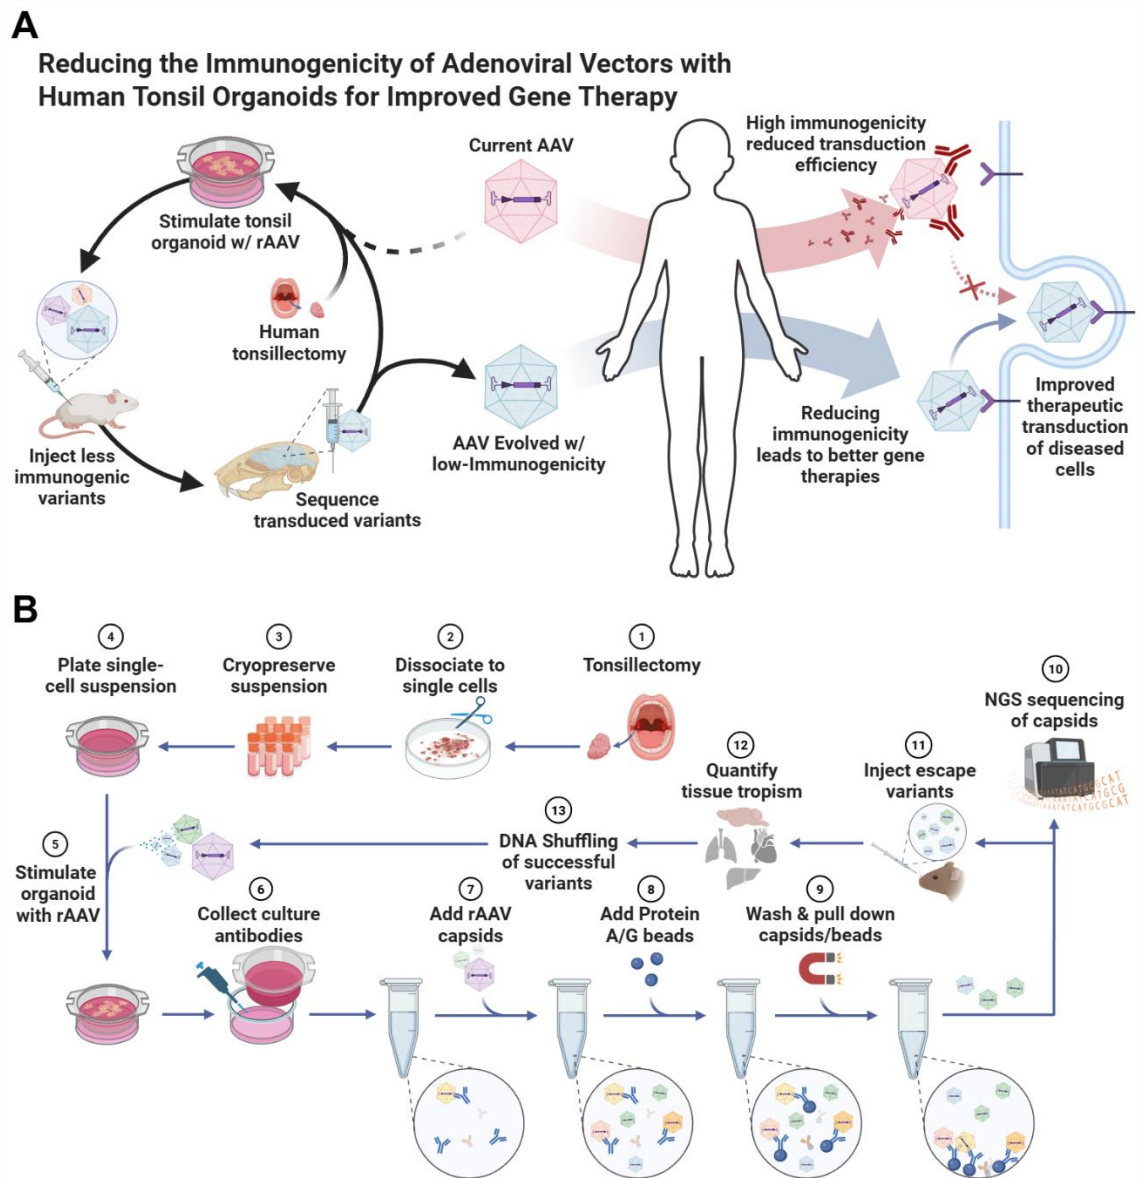 A
Reducing the Immunogenicity of Adenoviral Vectors with
Human Tonsil Organoids for Improved Gene Therapy
Stimulate tonsil
organoid w/ rAAV
Current AAV
High immunogenicity
reduced transduction
efficiency
Human
tonsillectomy
Inject less
immunogenic
variants
Sequence
transduced variants
AAV Evolved w/
low-Immunogenicity
Reducing
immunogenicity
leads to better gene
therapies
Improved
therapeutic
transduction
of diseased
cells
B
4
Plate single-
cell suspension
3
Cryopreserve
suspension
2
Dissociate to
single cells
1
Tonsillectomy
10
NGS sequencing
of capsids
11
Inject escape
variants
12
Quantify
tissue tropism
13
DNA Shuffling
of successful
variants
5
Stimulate
organoid
with rAAV
6
Collect culture
antibodies
7
Add rAAV
capsids
8
Add Protein
A/G beads
9
Wash & pull down
capsids/beads